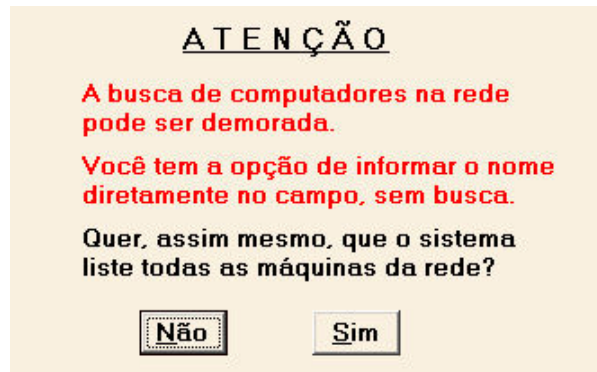 ATENÇÃO
A busca de computadores na rede
pode ser demorada.
Você tem a opção de informar o nome
diretamente no campo, sem busca.
Quer, assim mesmo, que o sistema
liste todas as máquinas da rede?
Não Sim